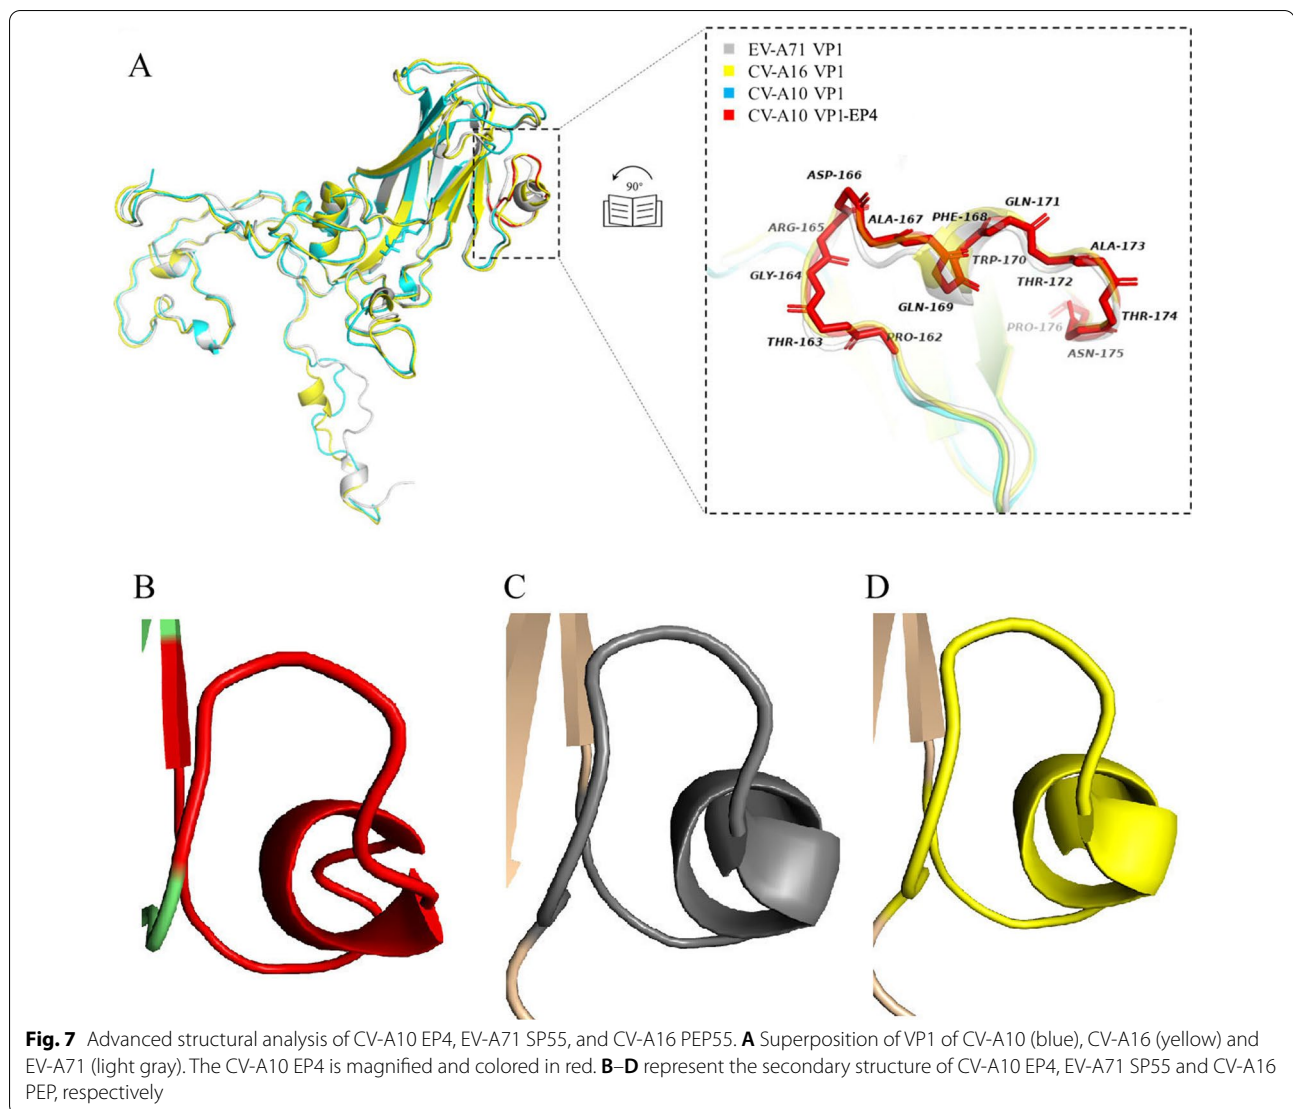 A
EV-A71 VP1
CV-A16 VP1
CV-A10 VP1
CV-A10 VP1-EP4
90°
ASP-166
GLN-171
ALA-167
PHE-168
ARG-165
ALA-173
TRP-170
GLY-164
THR-172
GLN-169
THR-174
PRO-176
THR-163
PRO-162
ASN-175
B
C
D
Fig. 7 Advanced structural analysis of CV-A10 EP4, EV-A71 SP55, and CV-A16 PEP55. A Superposition of VP1 of CV-A10 (blue), CV-A16 (yellow) and
EV-A71 (light gray). The CV-A10 EP4 is magnified and colored in red. B–D represent the secondary structure of CV-A10 EP4, EV-A71 SP55 and CV-A16
PEP, respectively